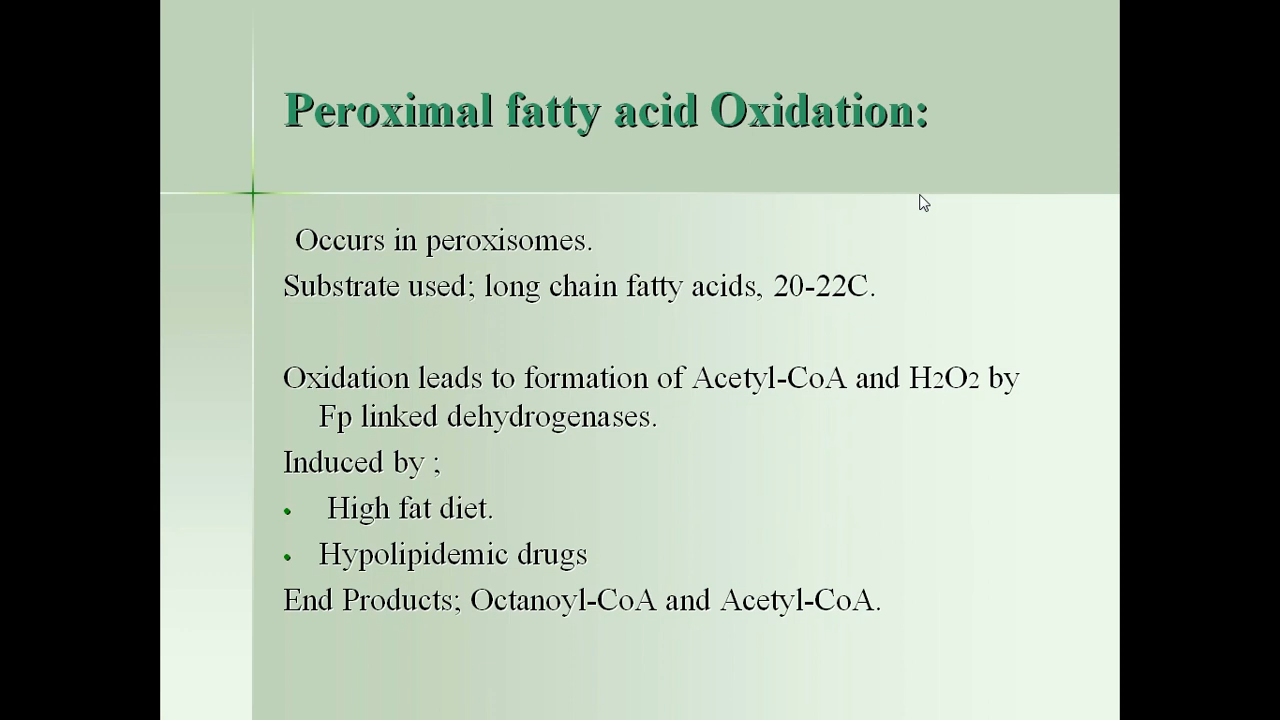 Peroximal fatty acid Oxidation:
Occurs in peroxisomes.
Substrate used; long chain fatty acids, 20-22C.
Oxidation leads to formation of Acetyl-CoA and H2O2 by
Fp linked dehydrogenases.
Induced by ;
• High fat diet.
• Hypolipidemic drugs
End Products; Octanoyl-CoA and Acetyl-CoA.